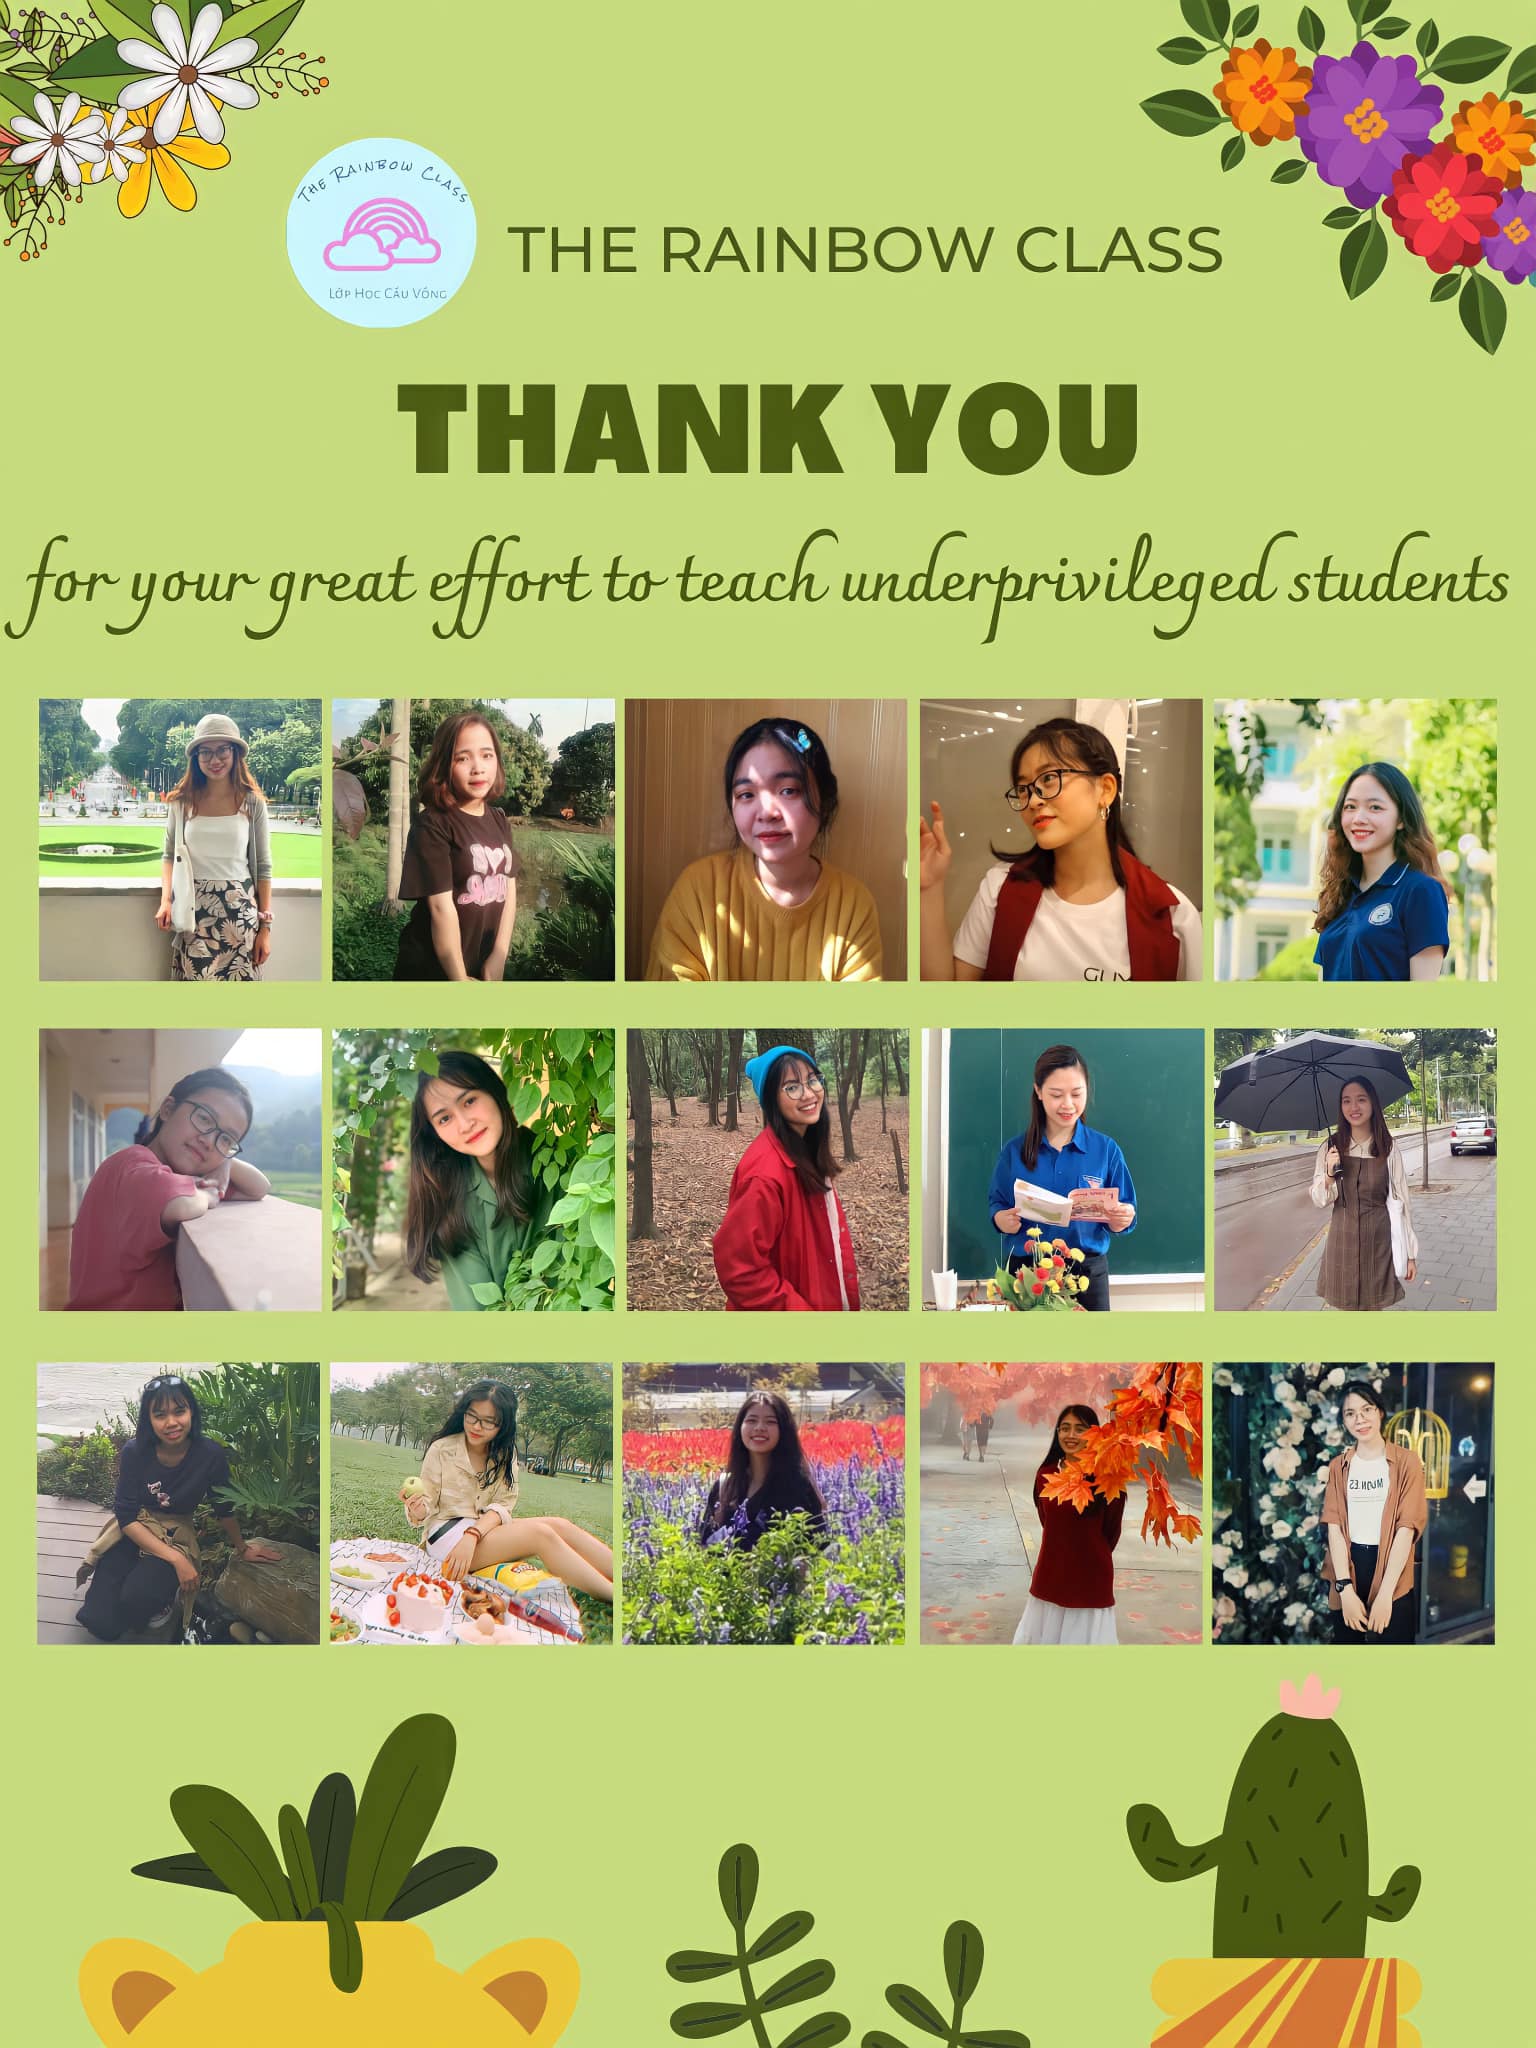 The Rainbow Class
Lớp Học Cầu Vồng
THE RAINBOW CLASS
THANK YOU
for your great effort to teach underprivileged students